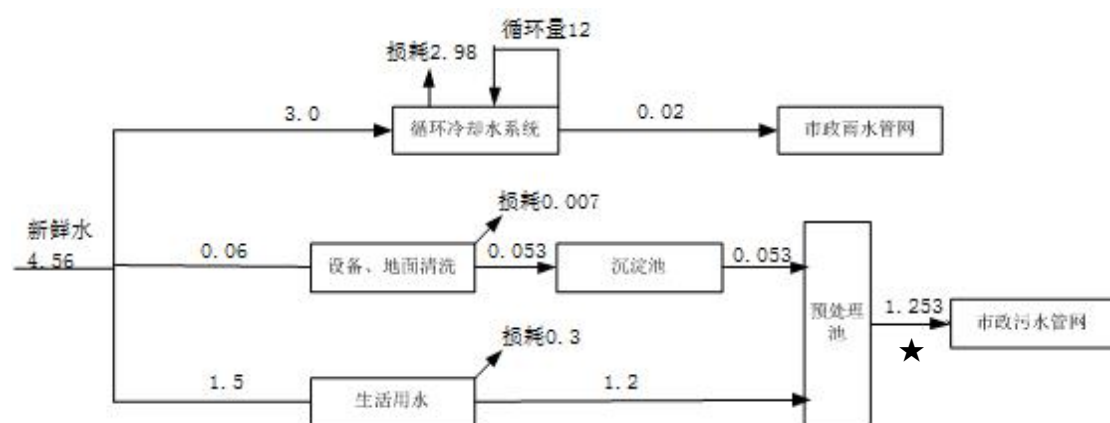 循环量12
损耗2.98
3.0
循环冷却水系统
0.02
市政雨水管网
损耗0.007
新鲜水
4.56
0.06
设备、地面清洗
0.053
沉淀池
0.053
预处理
池
1.253
市政污水管网
★
损耗0.3
1.5
生活用水
1.2